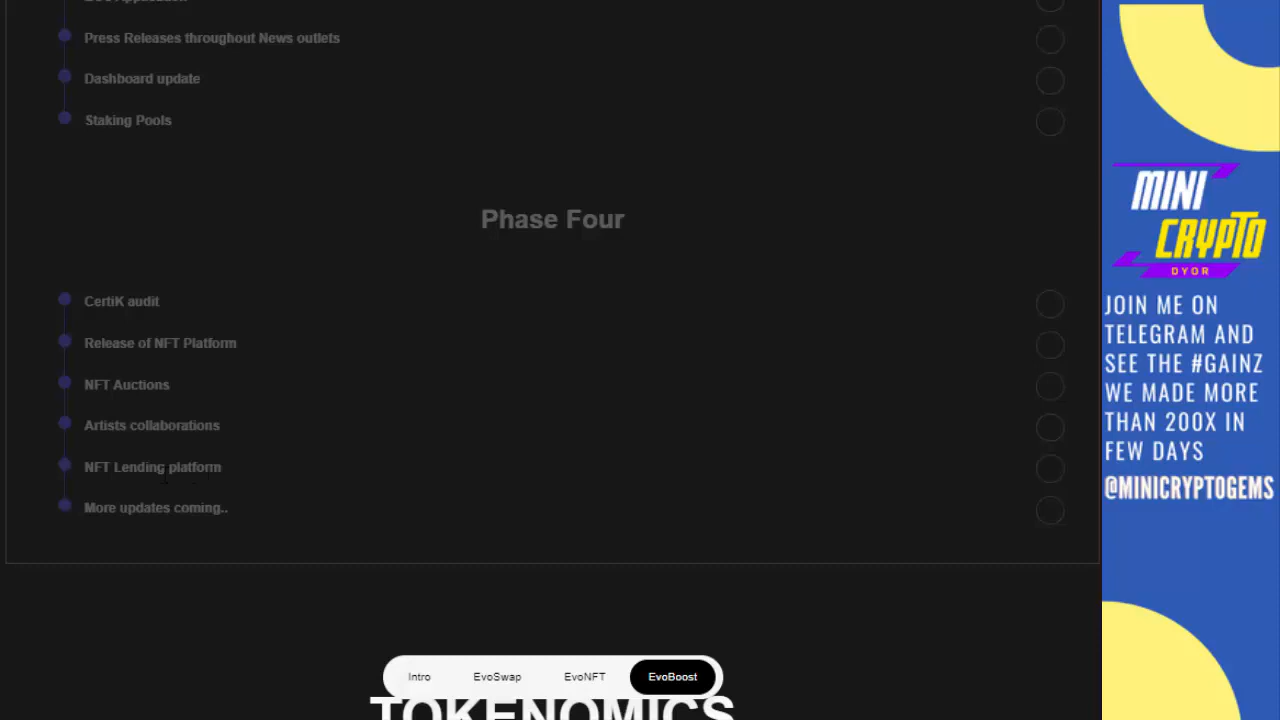 Press Releases throughout News outlets
Dashboard update
Staking Pools
Phase Four
CertiK audit
Release of NFT Platform
NFT Auctions
Artists collaborations
NFT Lending platform
More updates coming..
Intro EvoSwap EvoNFT EvoBoost
TOKENOMICS
MINI
CRYPTO
DYOR
JOIN ME ON
TELEGRAM AND
SEE THE #GAINZ
WE MADE MORE
THAN 200X IN
FEW DAYS
@MINICRYPTOGEMS